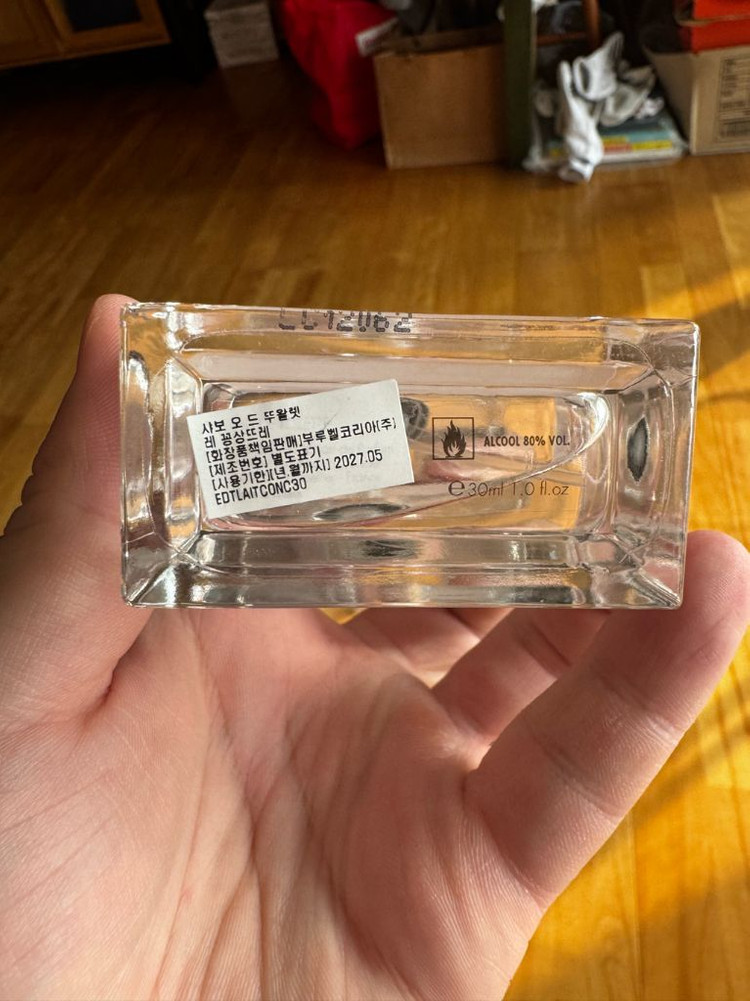 사보 오 드 뚜왈렛
레 꽁상뜨레
[화장품책임판매]부루벨코리아(주)
[제조번호] 별도표기
[사용기한][년.월까지] 2027.05
EDTLAITCONC30
ALCOOL 80% VOL.
e 30ml 1.0 fl.oz